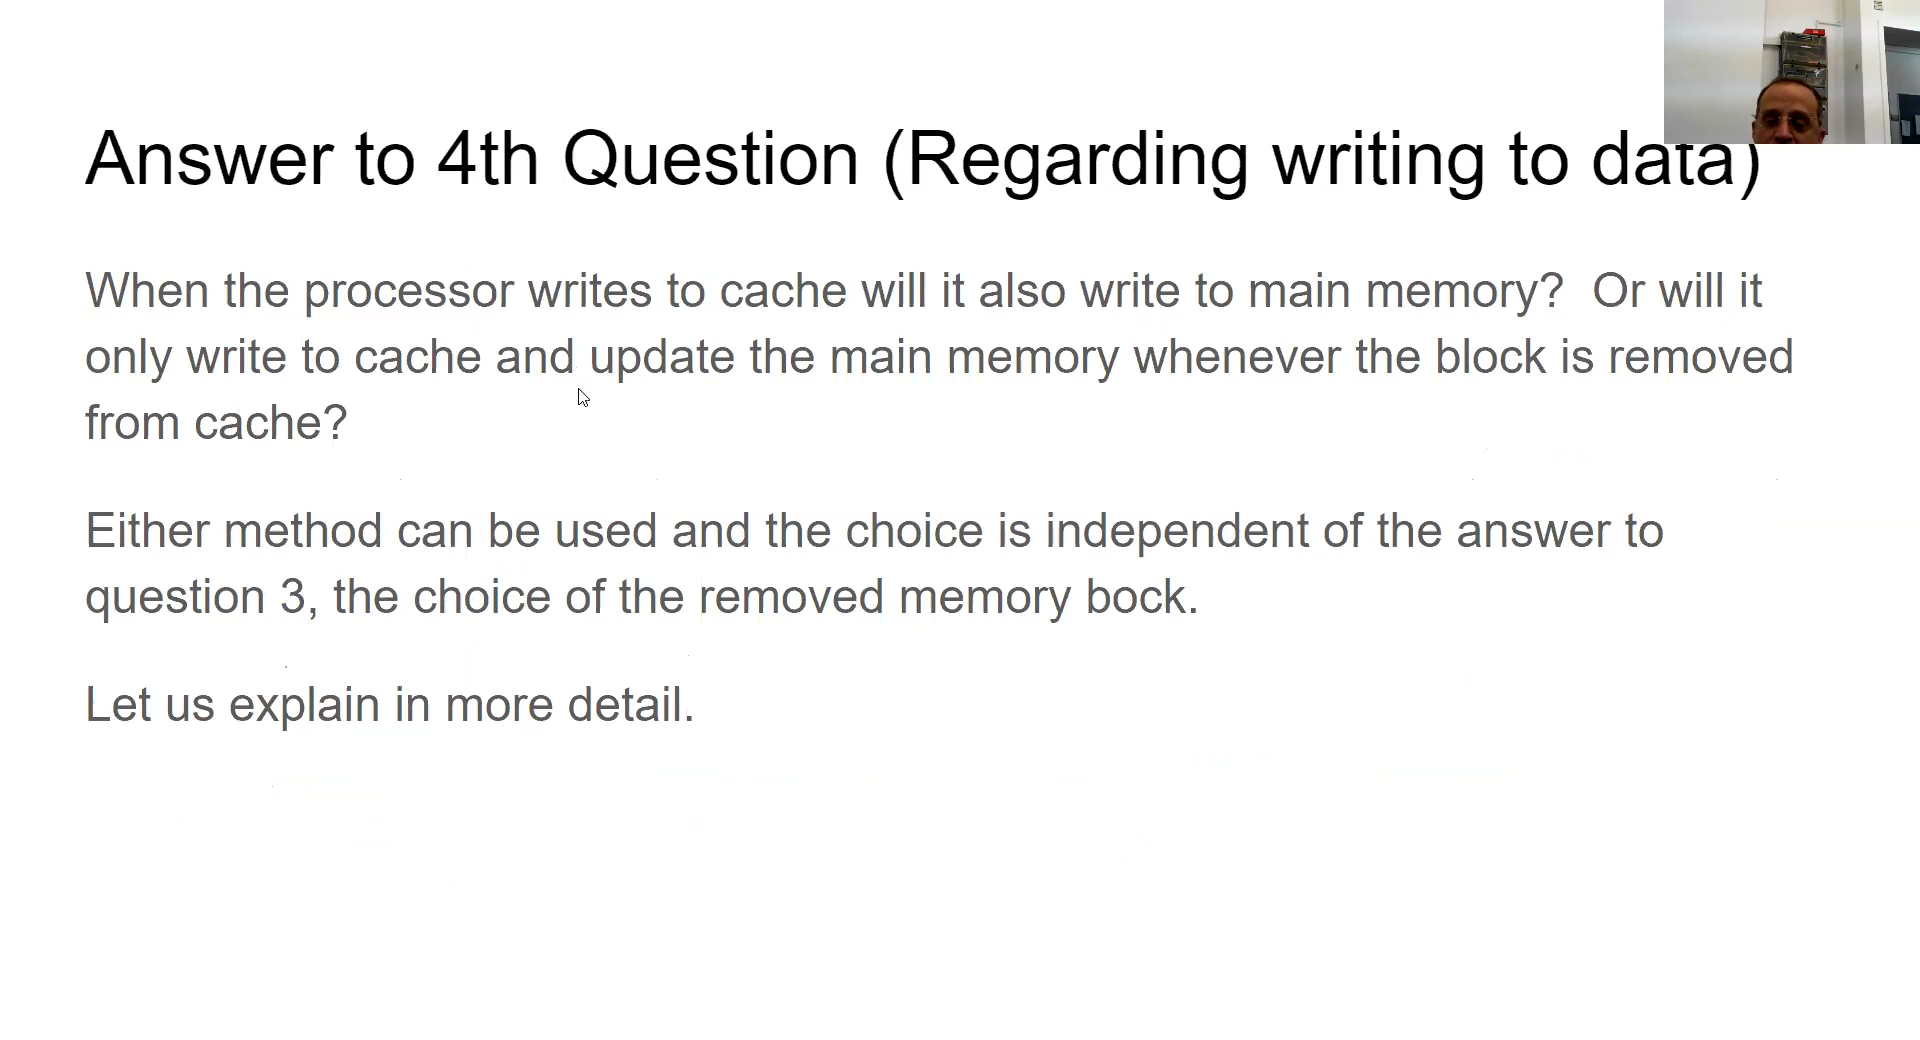 Answer to 4th Question (Regarding writing to data)
When the processor writes to cache will it also write to main memory?  Or will it
only write to cache and update the main memory whenever the block is removed
from cache?
Either method can be used and the choice is independent of the answer to
question 3, the choice of the removed memory bock.
Let us explain in more detail.